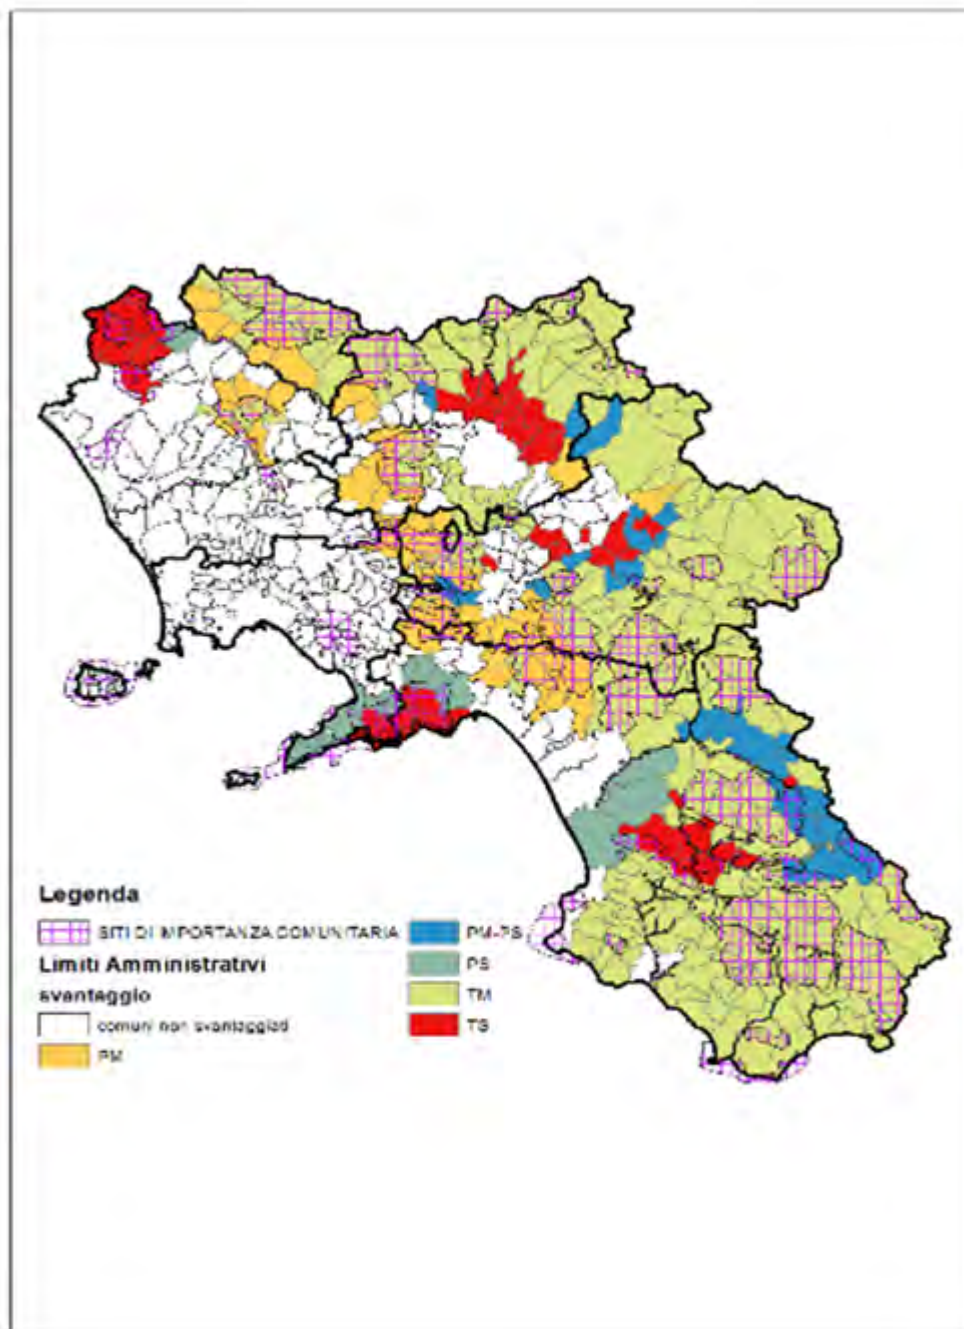 Legenda
SITI DI IMPORTANZA COMUNITARIA
Limiti Amministrativi
svantaggio
comuni non svantaggiati
PM
PM-PS
PS
TM
TS